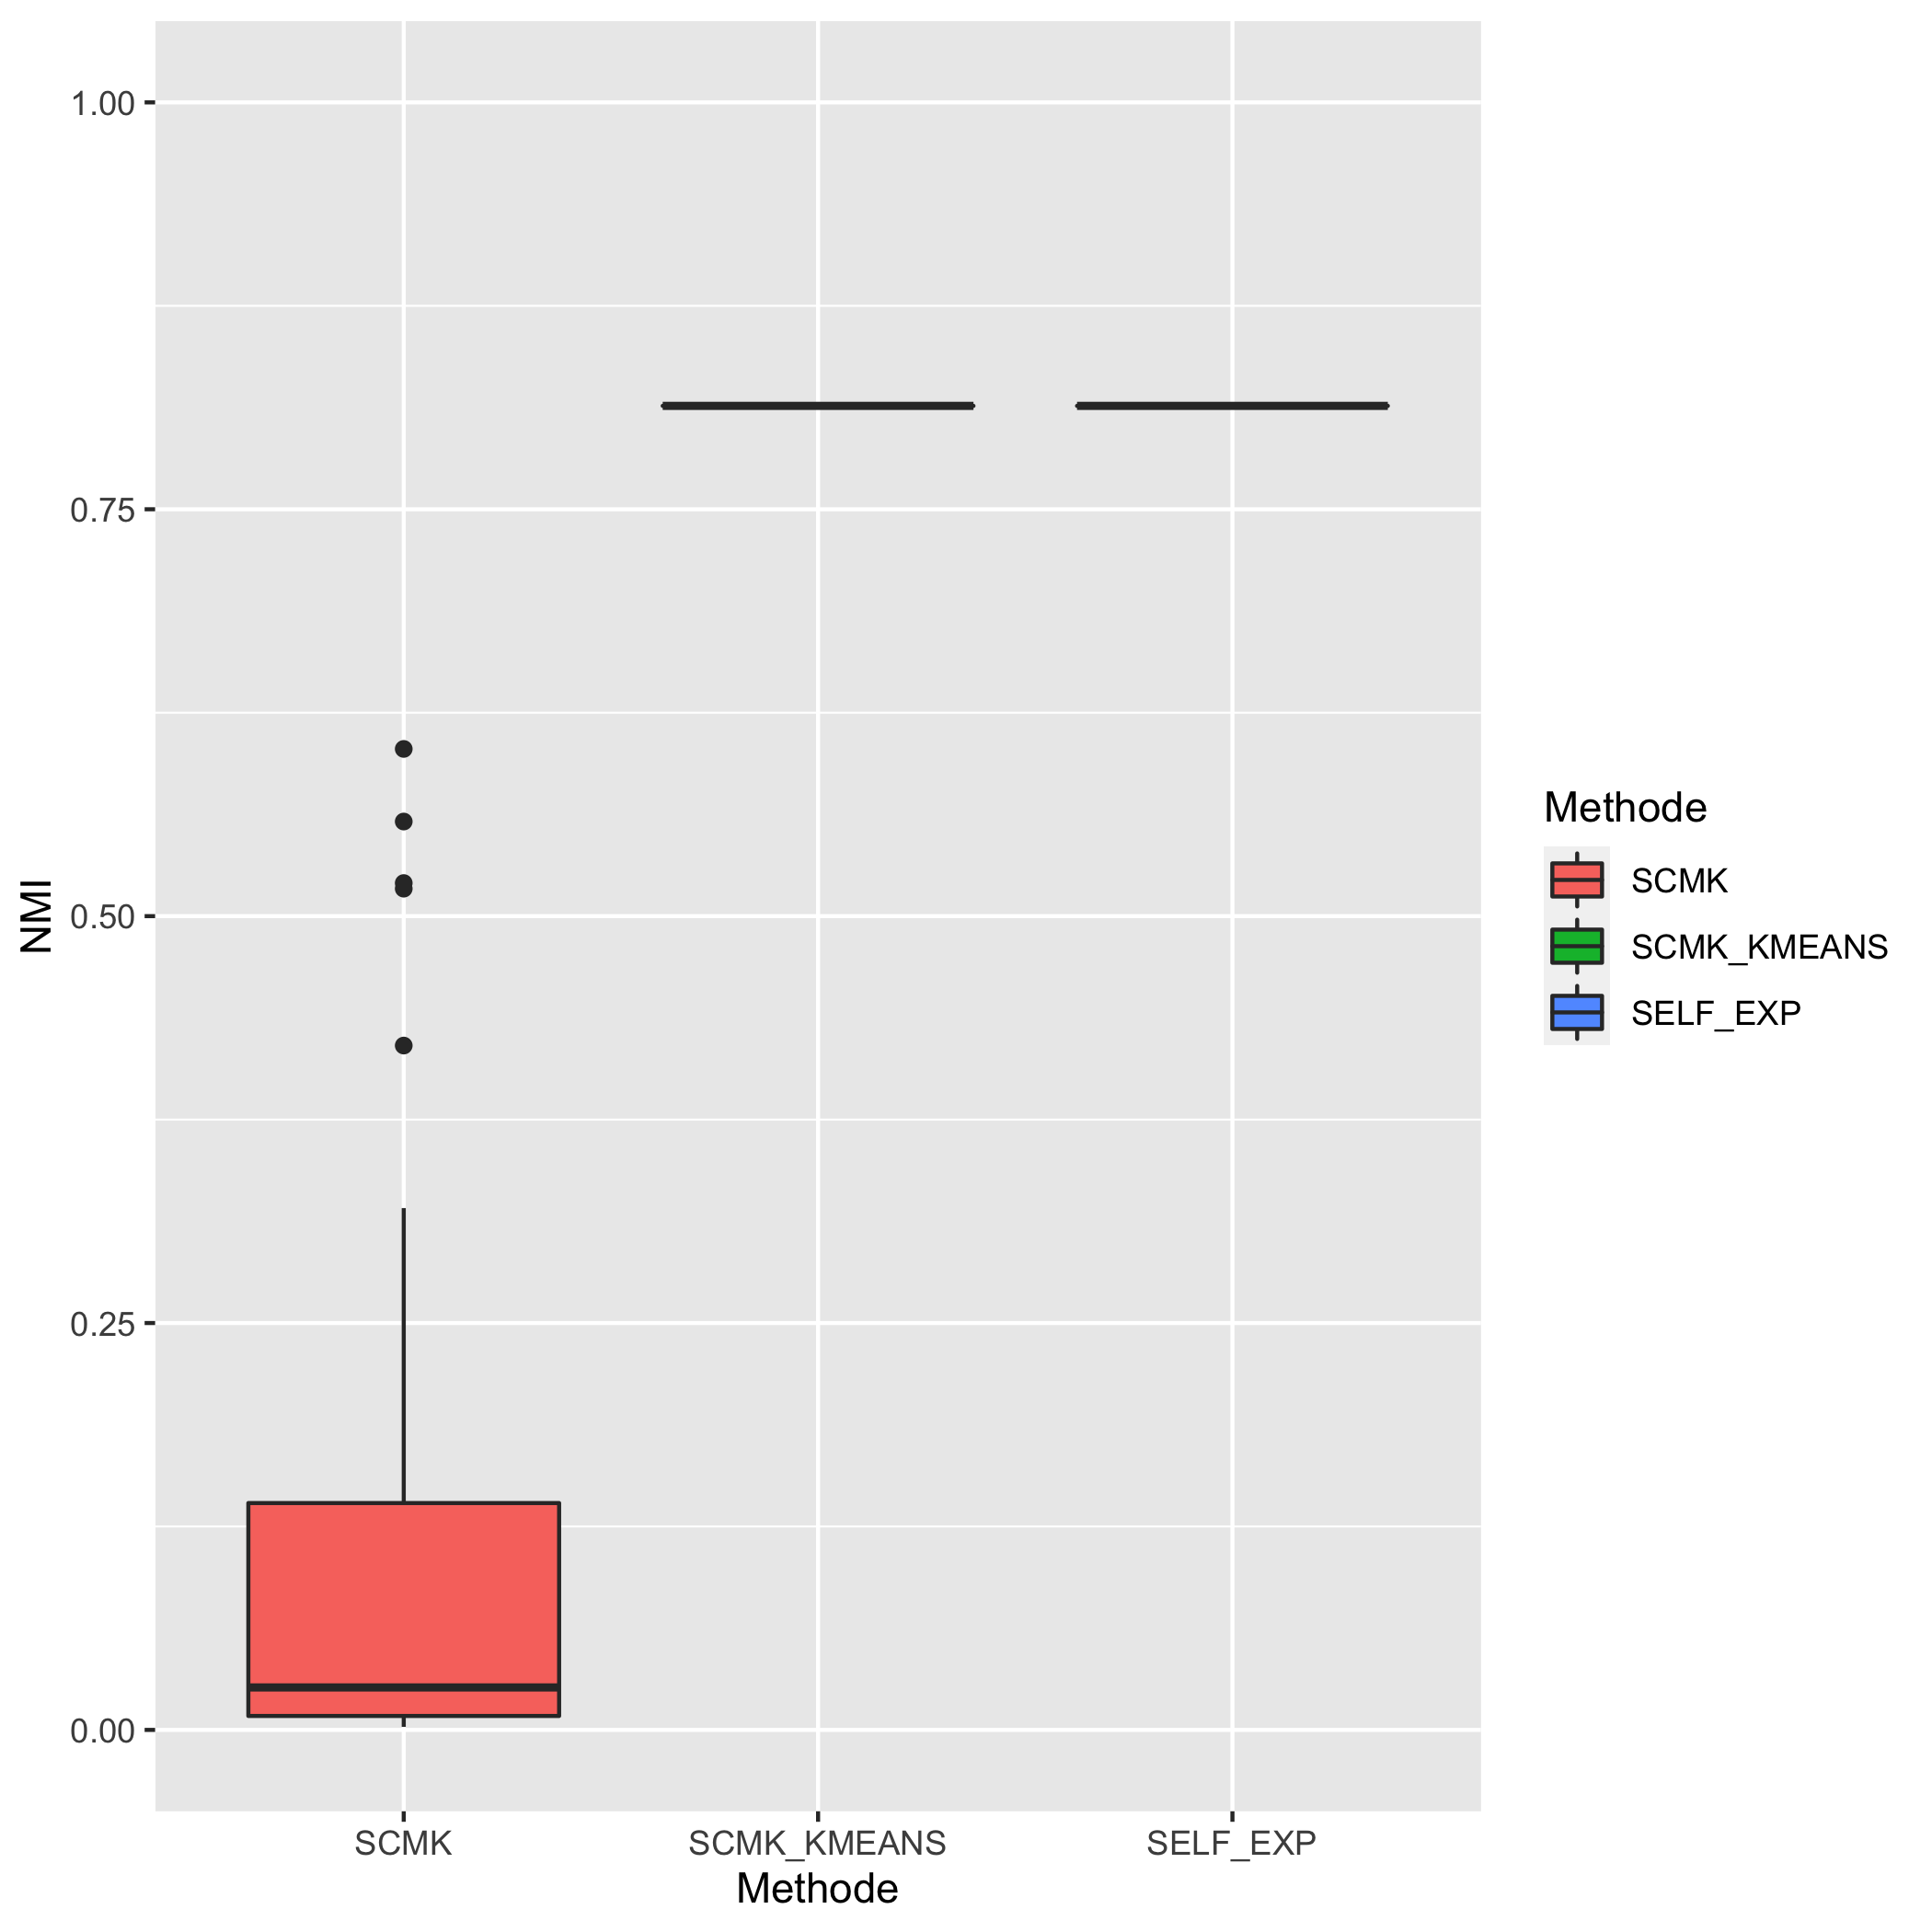 1.00
0.75
0.50
0.25
0.00
NMI
SCMK
SCMK_KMEANS
SELF_EXP
Methode
Methode
SCMK
SCMK_KMEANS
SELF_EXP